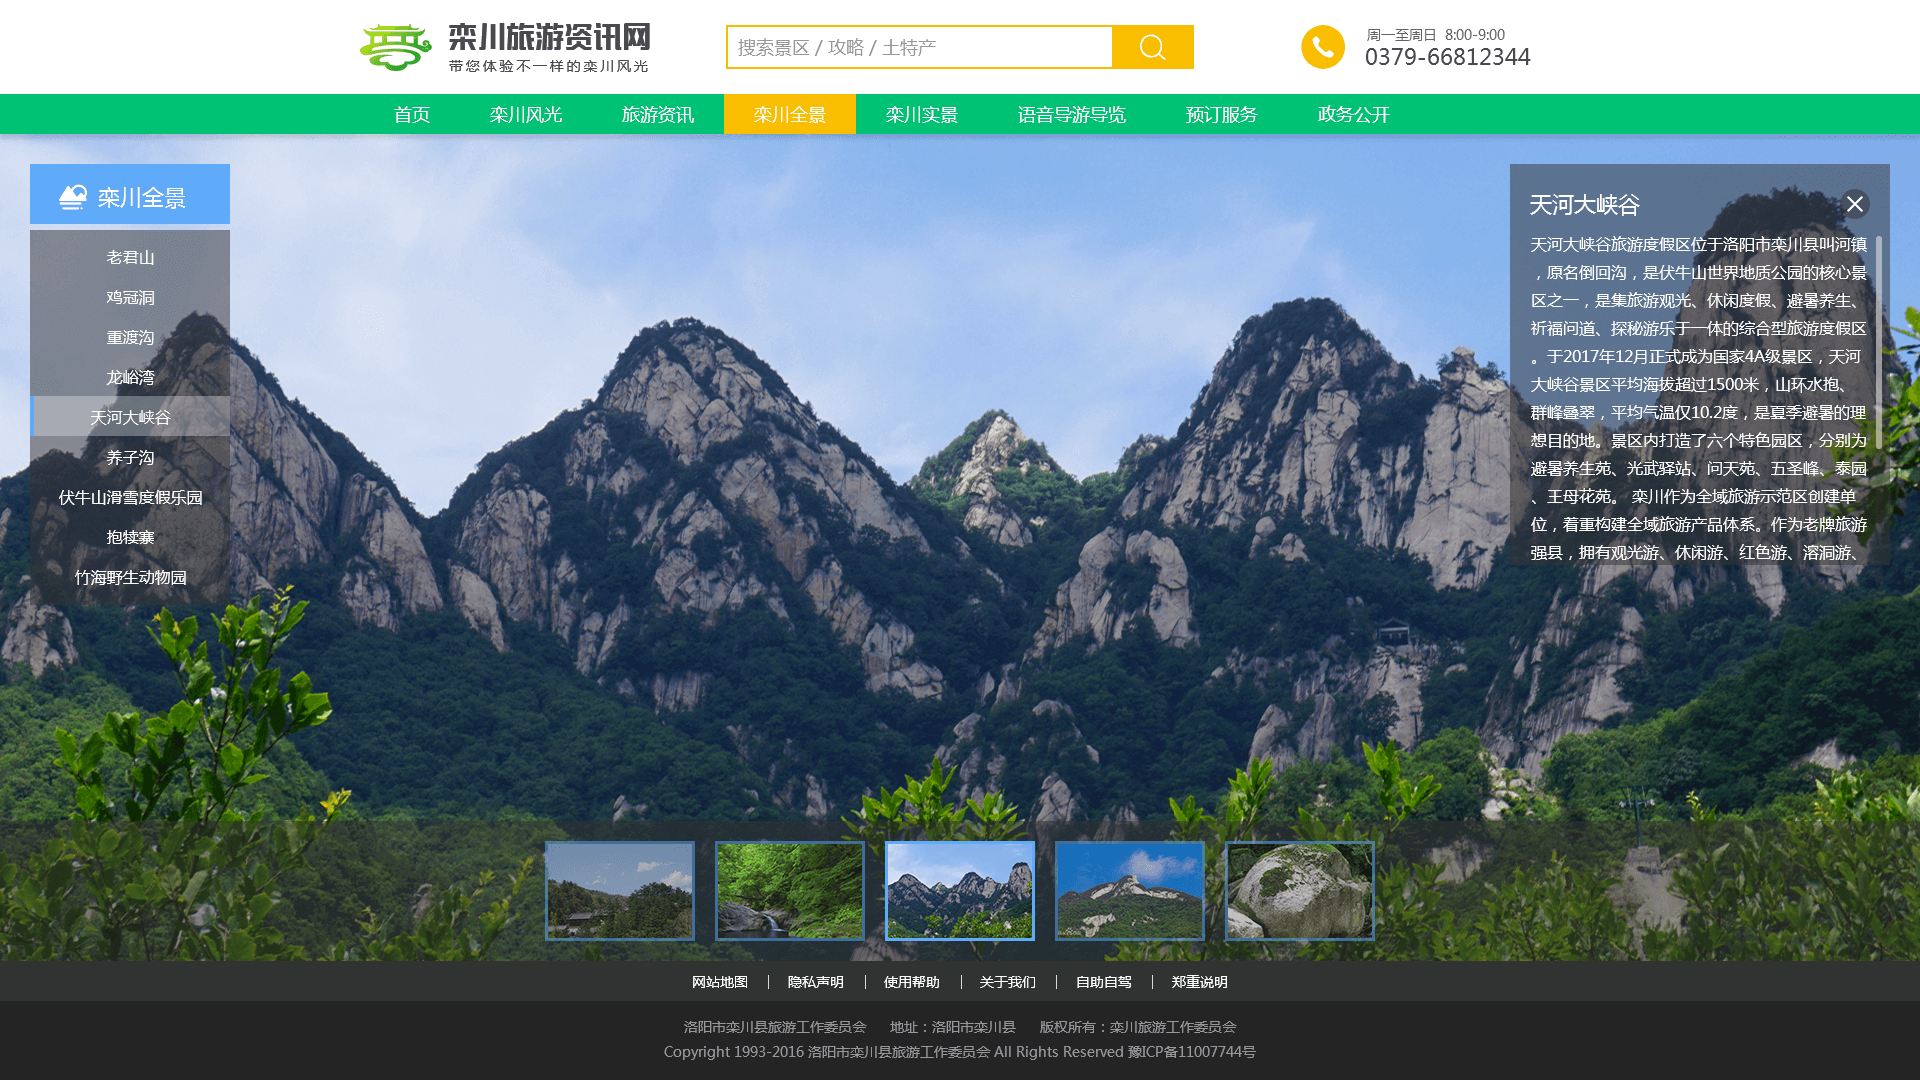 栾川旅游资讯网
带您体验不一样的栾川风光
搜索景区 / 攻略 / 土特产
周一至周日 8:00-9:00
0379-66812344
首页 栾川风光 旅游资讯 栾川全景 栾川实景 语音导游导览 预订服务 政务公开
栾川全景
老君山
鸡冠洞
重渡沟
龙峪湾
天河大峡谷
养子沟
伏牛山滑雪度假乐园
抱犊寨
竹海野生动物园
天河大峡谷
天河大峡谷旅游度假区位于洛阳市栾川县叫河镇
，原名倒回沟，是伏牛山世界地质公园的核心景
区之一，是集旅游观光、休闲度假、避暑养生、
祈福问道、探秘游乐于一体的综合型旅游度假区
。于2017年12月正式成为国家4A级景区，天河
大峡谷景区平均海拔超过1500米，山环水抱、
群峰叠翠，平均气温仅10.2度，是夏季避暑的理
想目的地。景区内打造了六个特色园区，分别为
避暑养生苑、光武驿站、问天苑、五圣峰、泰园
、王母花苑。 栾川作为全域旅游示范区创建单
位，着重构建全域旅游产品体系。作为老牌旅游
强县，拥有观光游、休闲游、红色游、溶洞游、
网站地图 | 隐私声明 | 使用帮助 | 关于我们 | 自助自驾 | 郑重说明
洛阳市栾川县旅游工作委员会 地址：洛阳市栾川县 版权所有：栾川旅游工作委员会
Copyright 1993-2016 洛阳市栾川县旅游工作委员会 All Rights Reserved 豫ICP备11007744号